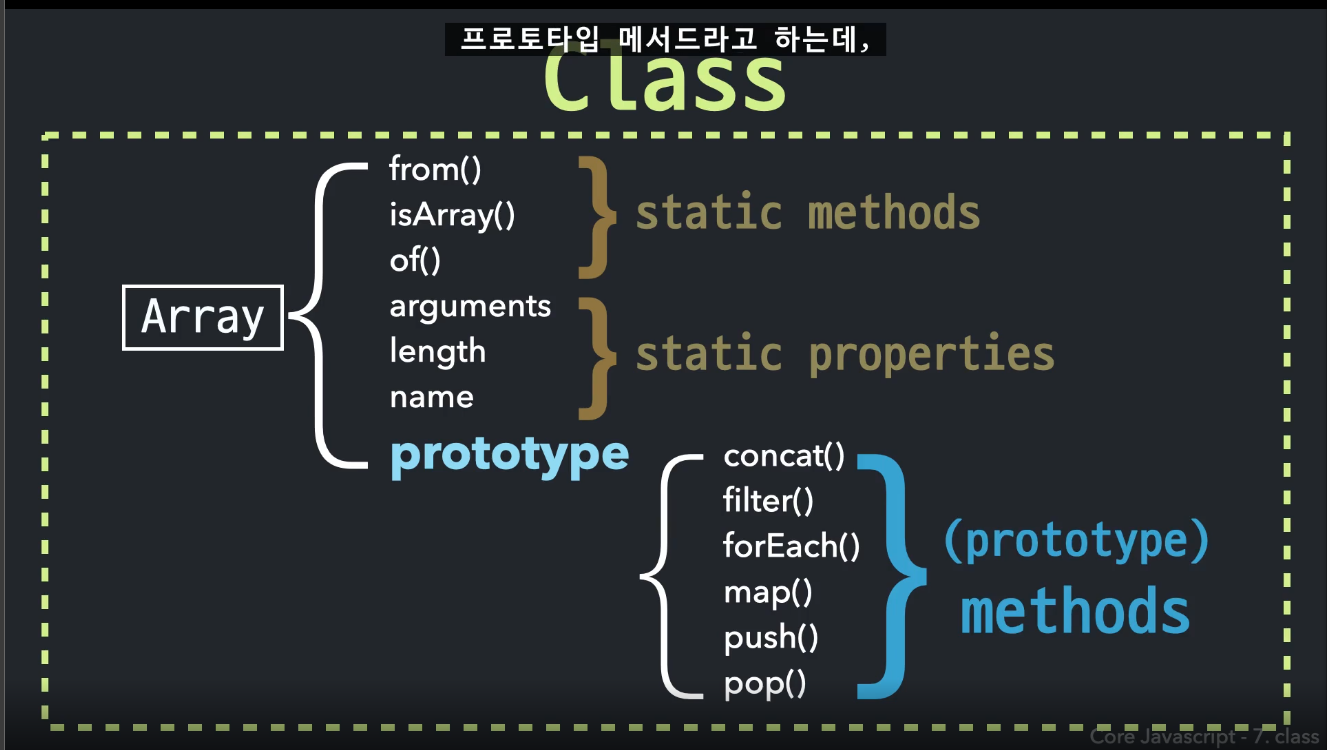 프로토타입 메서드라고 하는데,
Class
from()
isArray()
of()
static methods
Array
arguments
length
name
static properties
prototype
concat()
filter()
forEach()
map()
push()
pop()
(prototype)
methods
Core Javascript - 7. class